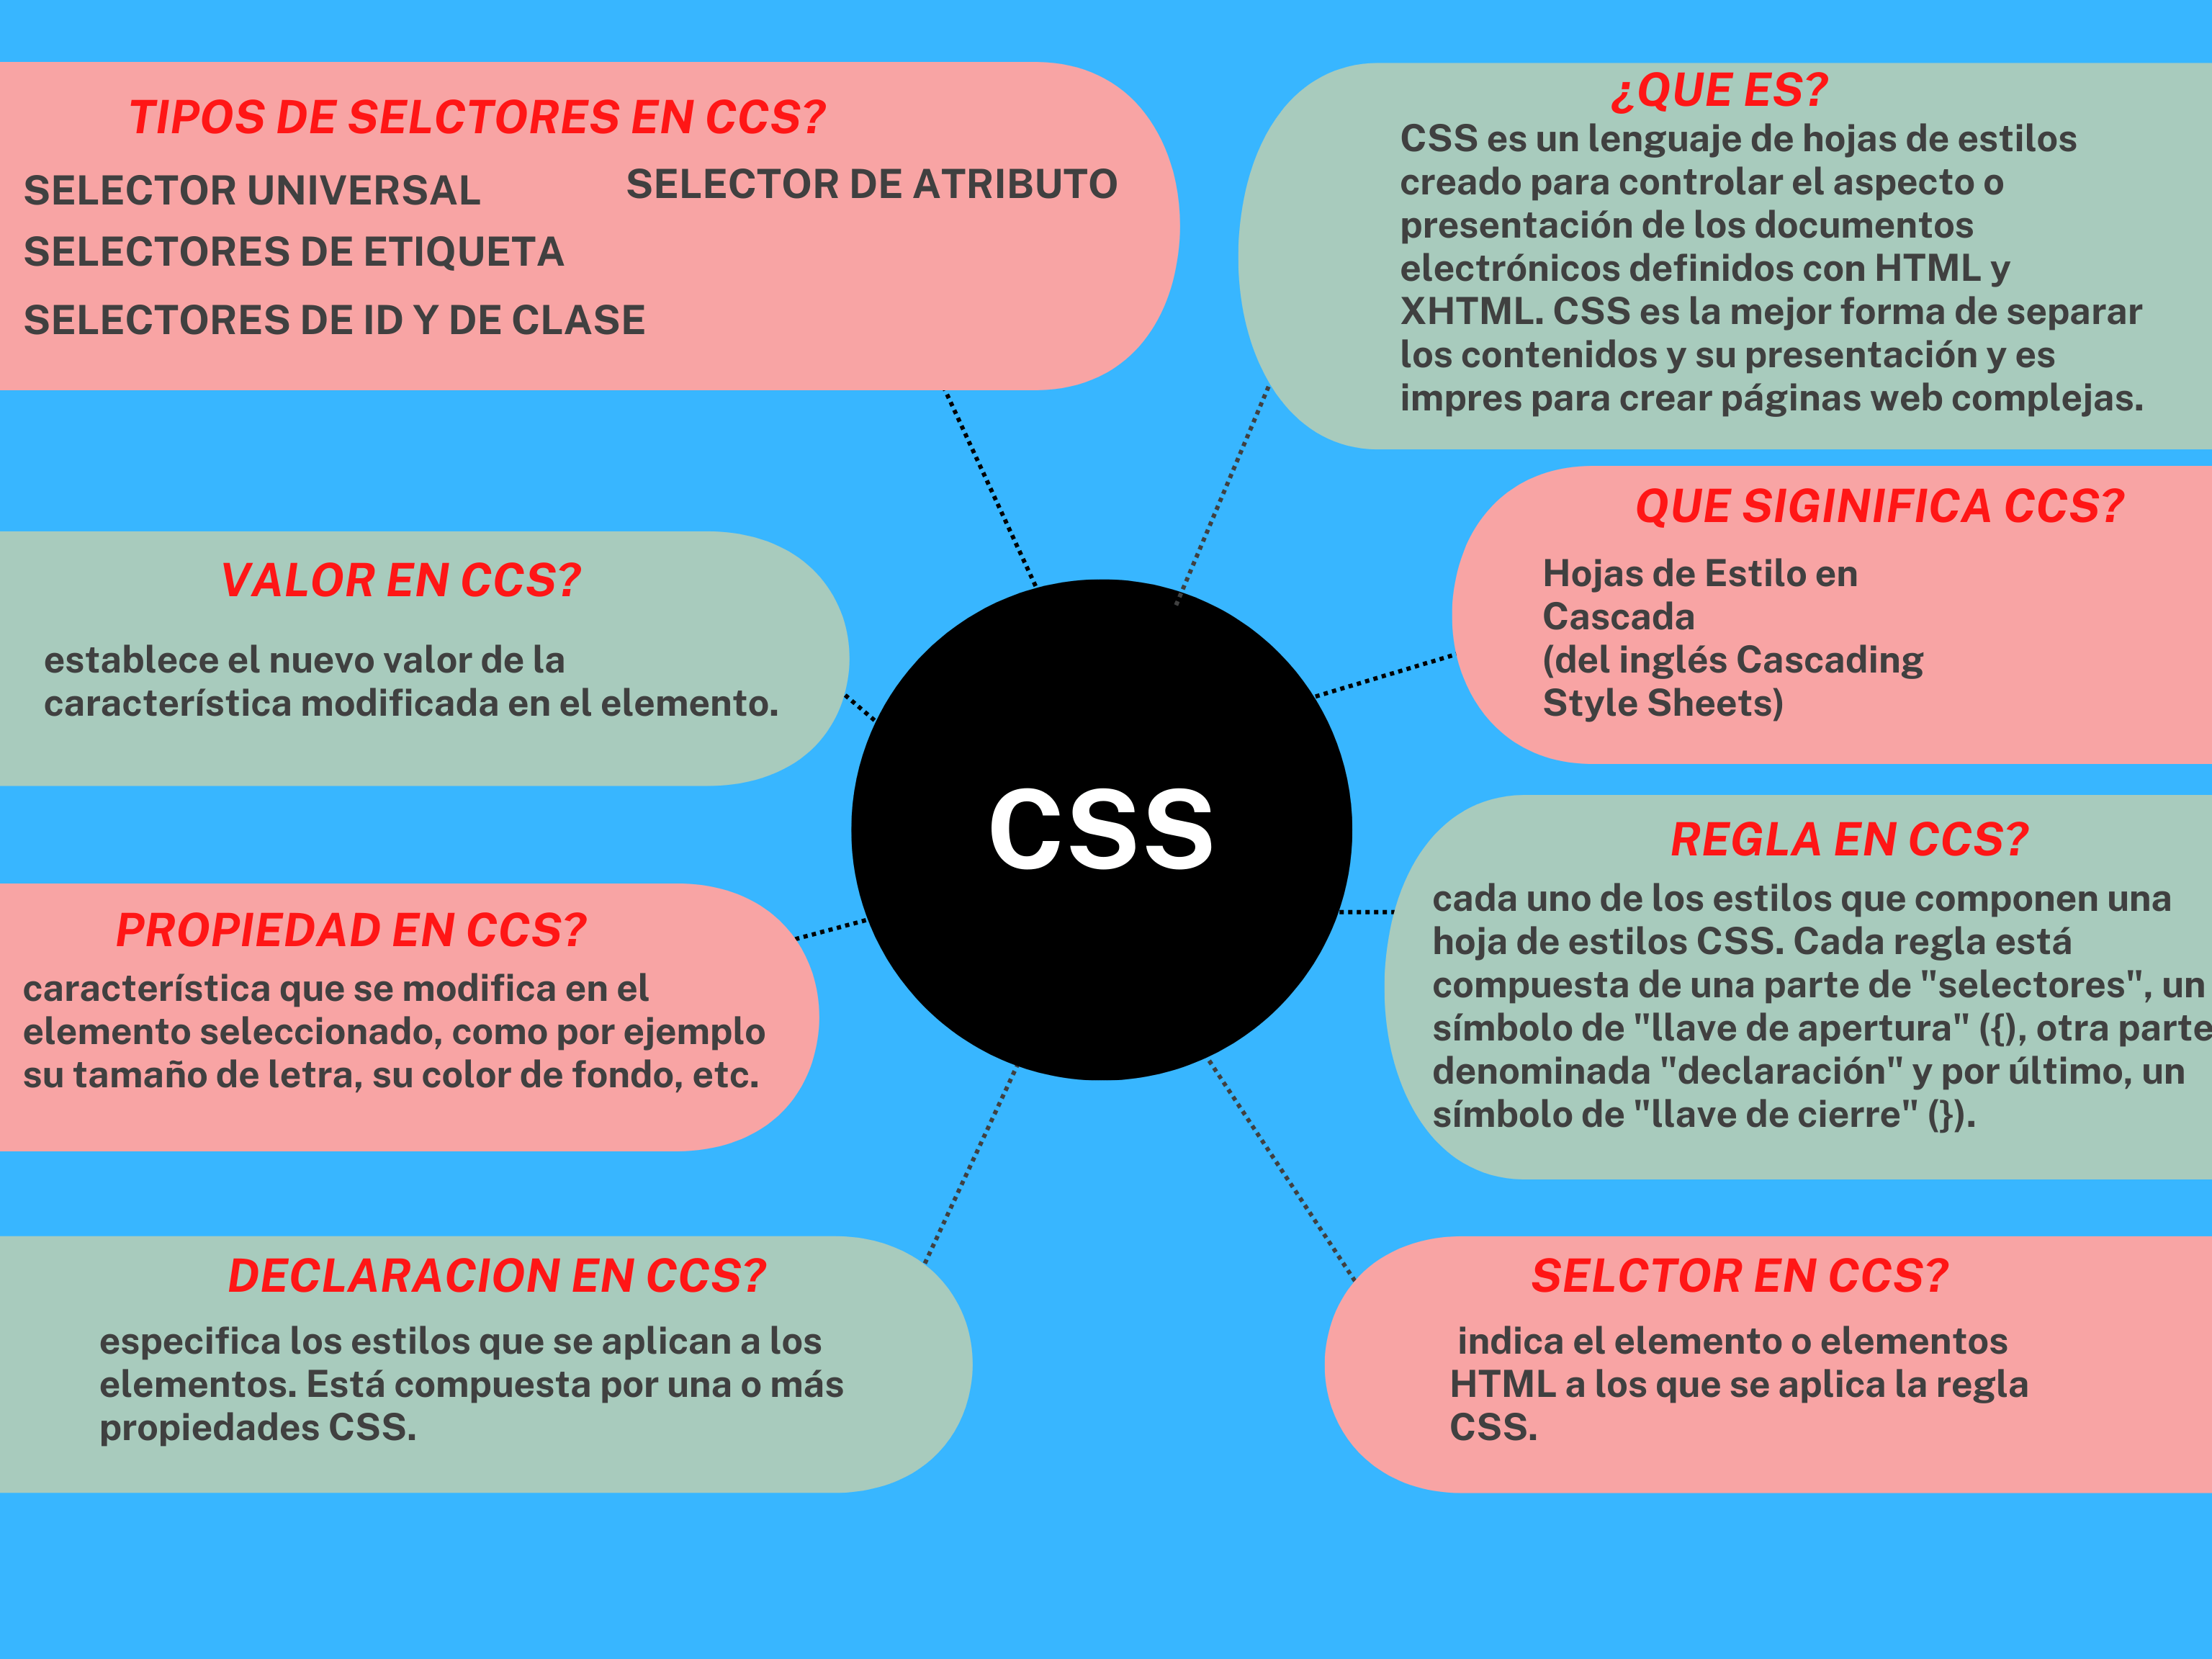 TIPOS DE SELCTORES EN CCS?
SELECTOR UNIVERSAL
SELECTORES DE ETIQUETA
SELECTORES DE ID Y DE CLASE
SELECTOR DE ATRIBUTO
¿QUE ES?
CSS es un lenguaje de hojas de estilos
creado para controlar el aspecto o
presentación de los documentos
electrónicos definidos con HTML y
XHTML. CSS es la mejor forma de separar
los contenidos y su presentación y es
impres para crear páginas web complejas.
VALOR EN CCS?
establece el nuevo valor de la
característica modificada en el elemento.
QUE SIGINIFICA CCS?
Hojas de Estilo en
Cascada
(del inglés Cascading
Style Sheets)
CSS
PROPIEDAD EN CCS?
característica que se modifica en el
elemento seleccionado, como por ejemplo
su tamaño de letra, su color de fondo, etc.
REGLA EN CCS?
cada uno de los estilos que componen una
hoja de estilos CSS. Cada regla está
compuesta de una parte de "selectores", un
símbolo de "llave de apertura" ({), otra parte
denominada "declaración" y por último, un
símbolo de "llave de cierre" (}).
DECLARACION EN CCS?
especifica los estilos que se aplican a los
elementos. Está compuesta por una o más
propiedades CSS.
SELCTOR EN CCS?
indica el elemento o elementos
HTML a los que se aplica la regla
CSS.